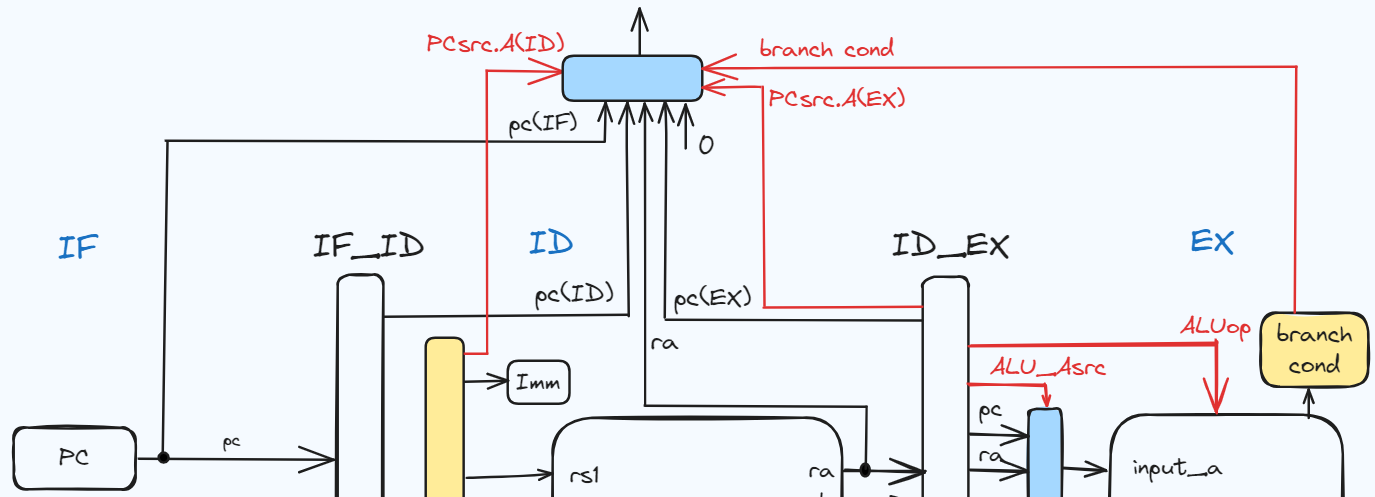 PCsrc.A(ID)
branch cond
PCsrc.A(EX)
pc(IF)
0
IF
IF_ID
ID
ID_EX
EX
pc(ID)
pc(EX)
ALUop
branch
cond
ra
Imm
ALU_Asrc
pc
PC
pc
ra
rs1
ra
input_a